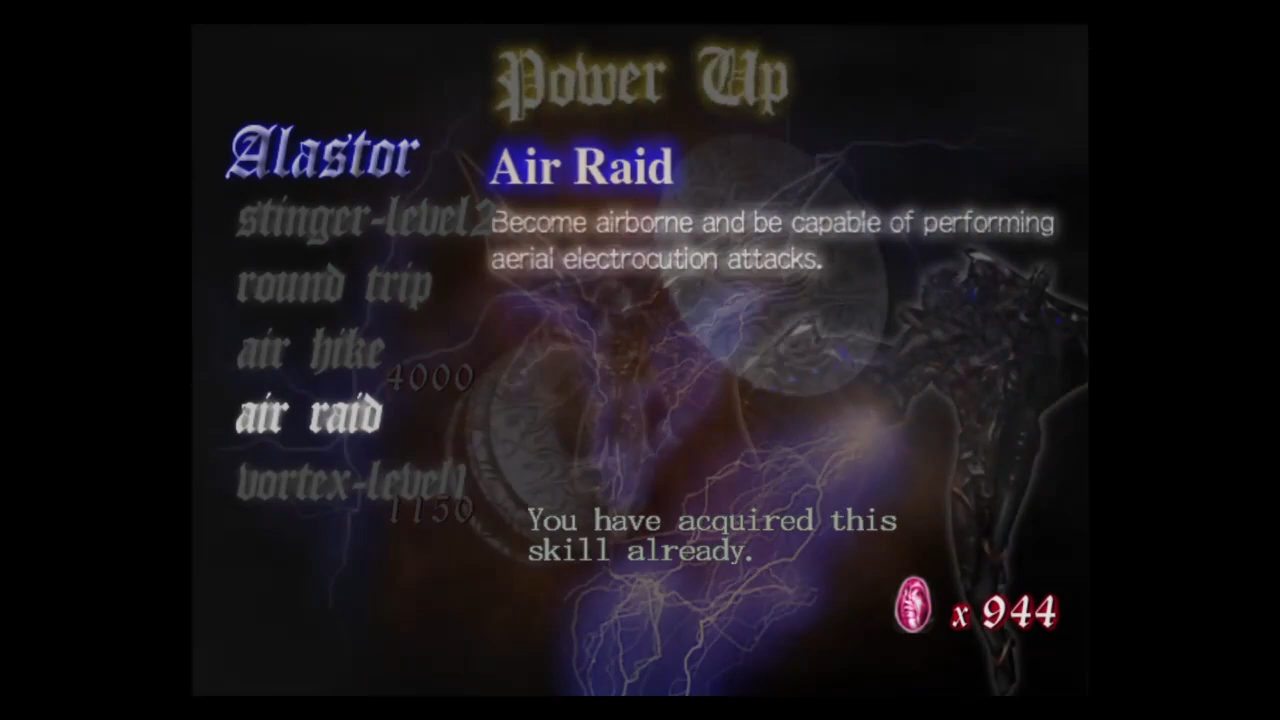 Power Up
Alastor
Air Raid
stinger-level2
Become airborne and be capable of performing
aerial electrocution attacks.
round trip
air hike
4000
air raid
vortex-level1
1150
You have acquired this
skill already.
x 944